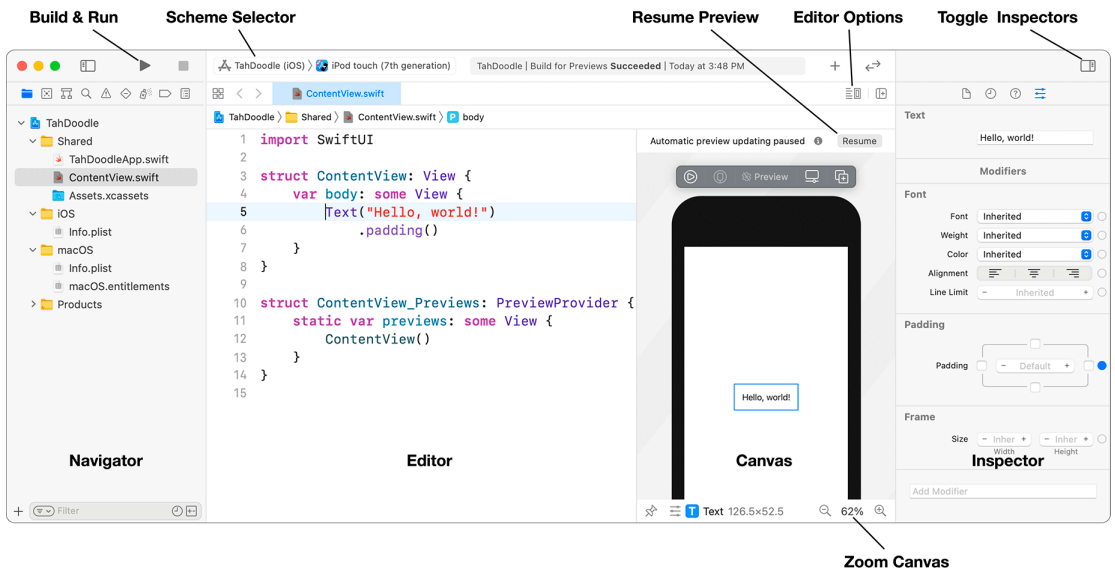 Build & Run
Scheme Selector
Resume Preview
Editor Options
Toggle Inspectors
TahDoodle (iOS)
iPod touch (7th generation)
TahDoodle | Build for Previews Succeeded | Today at 3:48 PM
ContentView.swift
TahDoodle
Shared
TahDoodleApp.swift
ContentView.swift
Assets.xcassets
iOS
Info.plist
macOS
Info.plist
macOS.entitlements
Products
Navigator
Filter
TahDoodle
Shared
ContentView.swift
P body
1 import SwiftUI
2
3 struct ContentView: View {
4 var body: some View {
5 Text("Hello, world!")
6 .padding()
7 }
8 }
9
10 struct ContentView_Previews: PreviewProvider {
11 static var previews: some View {
12 ContentView()
13 }
14 }
15
Editor
Automatic preview updating paused
Resume
Preview
Hello, world!
Canvas
T Text 126.5×52.5
62%
Zoom Canvas
Text
Hello, world!
Modifiers
Font
Font Inherited
Weight Inherited
Color Inherited
Alignment
Line Limit − Inherited +
Padding
Padding − Default +
Frame
Size − Inher + − Inher +
Width Height
Inspector
Add Modifier